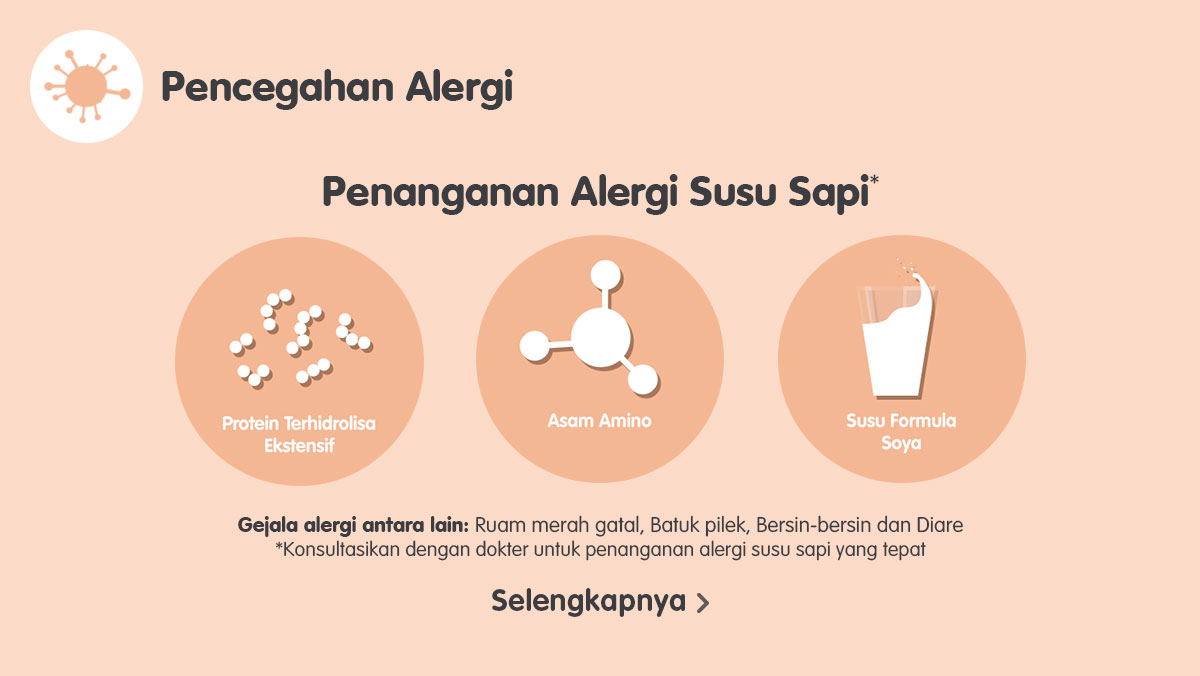 Pencegahan Alergi
Penanganan Alergi Susu Sapi*
Protein Terhidrolisa
Ekstensif
Asam Amino
Susu Formula
Soya
Gejala alergi antara lain: Ruam merah gatal, Batuk pilek, Bersin-bersin dan Diare
*Konsultasikan dengan dokter untuk penanganan alergi susu sapi yang tepat
Selengkapnya >